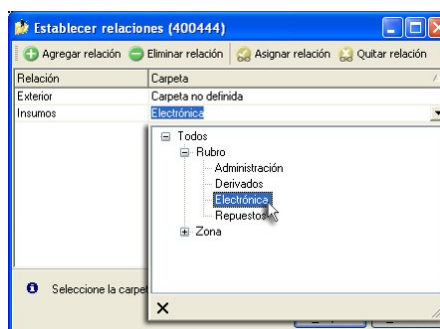 Establecer relaciones (400444)
Agregar relación Eliminar relación Asignar relación Quitar relación
Relación Carpeta
Exterior Carpeta no definida
Insumos Electrónica
Todos
Rubro
Administración
Derivados
Electrónica
Repuestos
Zona
Seleccione la